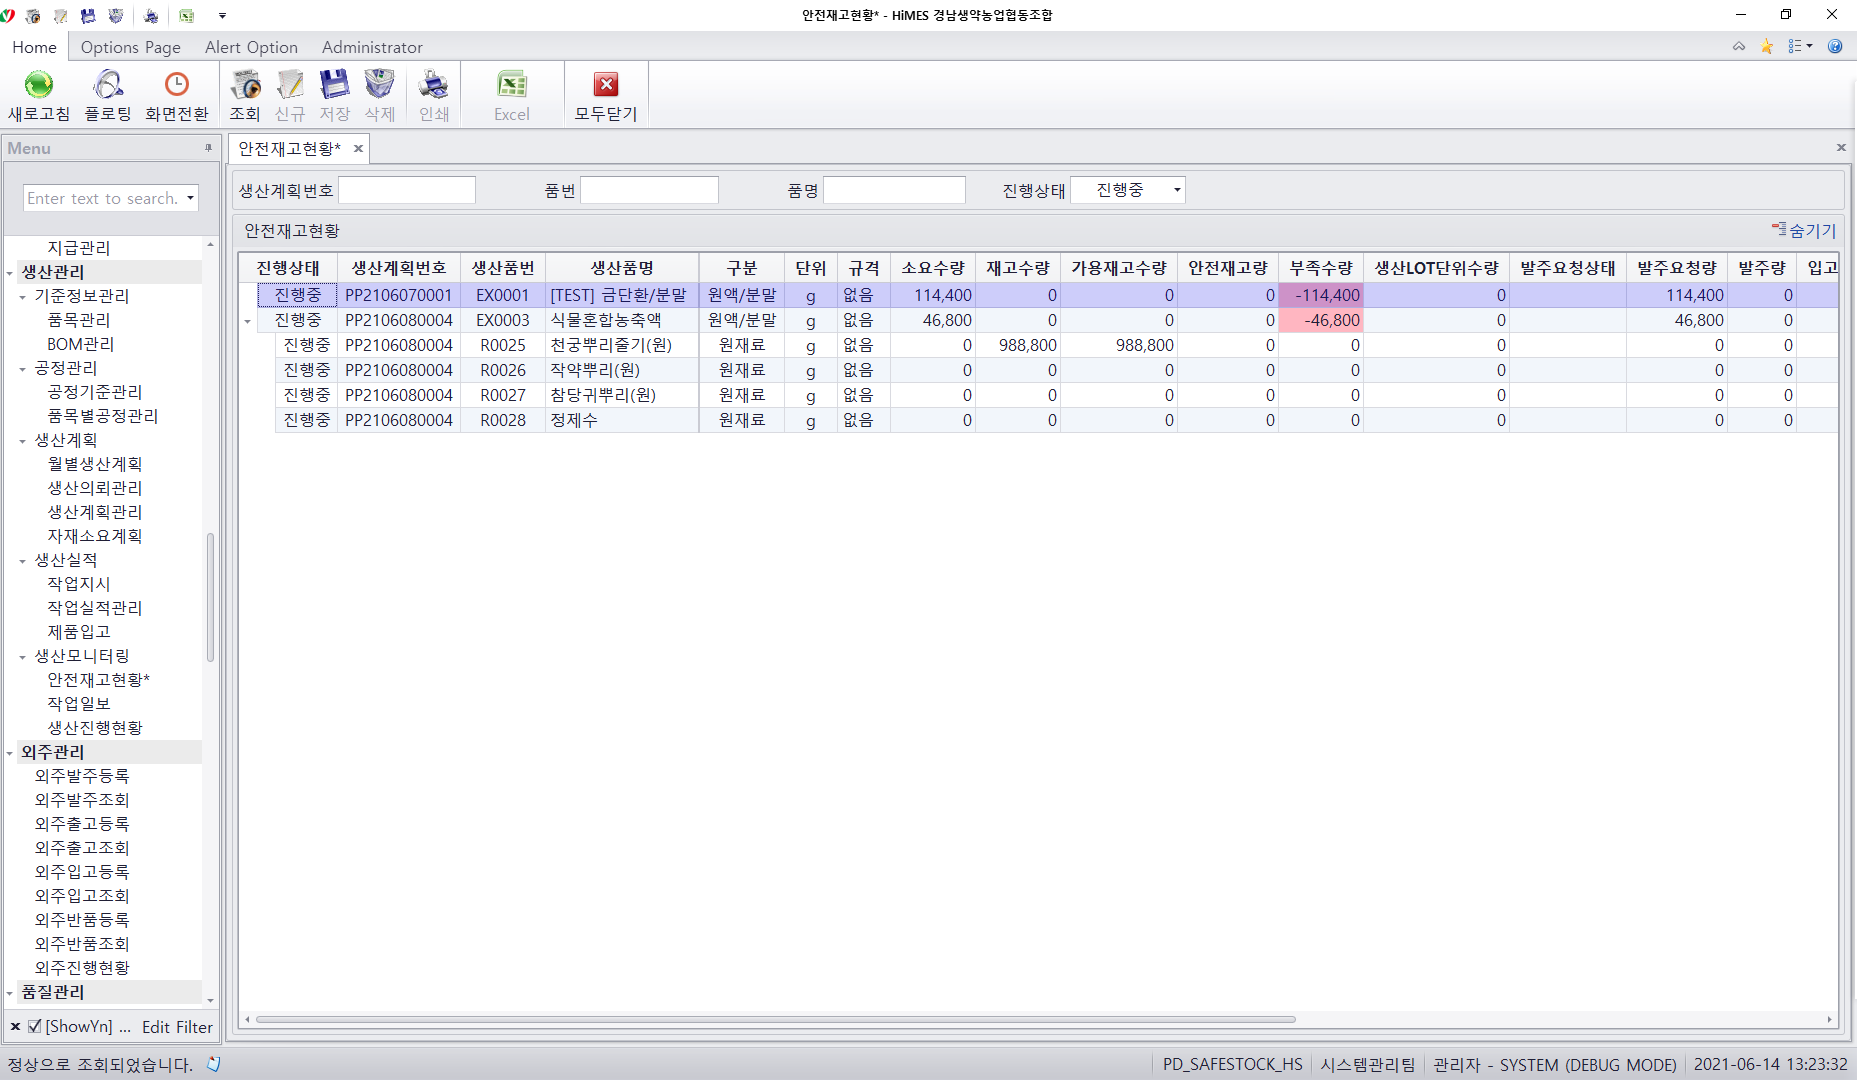 안전재고현황* - HiMES 경남생약농업협동조합
Home Options Page Alert Option Administrator
새로고침 플로팅 화면전환 조회 신규 저장 삭제 인쇄 Excel 모두닫기
Menu
Enter text to search.
지급관리
생산관리
기준정보관리
품목관리
BOM관리
공정관리
공정기준관리
품목별공정관리
생산계획
월별생산계획
생산의뢰관리
생산계획관리
자재소요계획
생산실적
작업지시
작업실적관리
제품입고
생산모니터링
안전재고현황*
작업일보
생산진행현황
외주관리
외주발주등록
외주발주조회
외주출고등록
외주출고조회
외주입고등록
외주입고조회
외주반품등록
외주반품조회
외주진행현황
품질관리
[ShowYn] ... Edit Filter
안전재고현황*
생산계획번호 품번 품명 진행상태 진행중
안전재고현황 숨기기
진행상태 생산계획번호 생산품번 생산품명 구분 단위 규격 소요수량 재고수량 가용재고수량 안전재고량 부족수량 생산LOT단위수량 발주요청상태 발주요청량 발주량 입고
진행중 PP2106070001 EX0001 [TEST] 금단환/분말 원액/분말 g 없음 114,400 0 0 0 -114,400 0 114,400 0
진행중 PP2106080004 EX0003 식물혼합농축액 원액/분말 g 없음 46,800 0 0 0 -46,800 0 46,800 0
진행중 PP2106080004 R0025 천궁뿌리줄기(원) 원재료 g 없음 0 988,800 988,800 0 0 0 0 0
진행중 PP2106080004 R0026 작약뿌리(원) 원재료 g 없음 0 0 0 0 0 0 0 0
진행중 PP2106080004 R0027 참당귀뿌리(원) 원재료 g 없음 0 0 0 0 0 0 0 0
진행중 PP2106080004 R0028 정제수 원재료 g 없음 0 0 0 0 0 0 0 0
정상으로 조회되었습니다. PD_SAFESTOCK_HS 시스템관리팀 관리자 - SYSTEM (DEBUG MODE) 2021-06-14 13:23:32